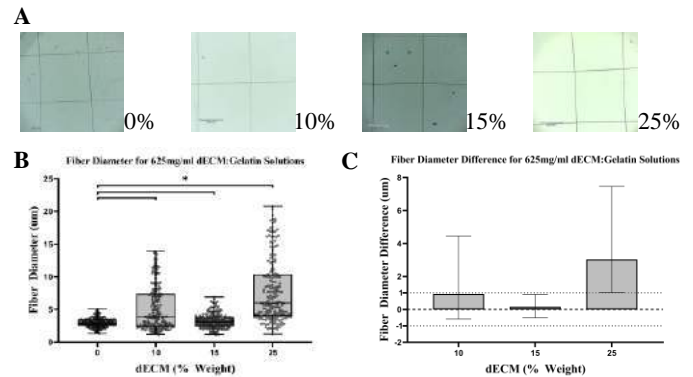 A
0%
10%
15%
25%
B
Fiber Diameter for 625mg/ml dECM:Gelatin Solutions
*
Fiber Diameter (um)
25
20
15
10
5
0
0 10 15 25
dECM (% Weight)
C
Fiber Diameter Difference for 625mg/ml dECM:Gelatin Solutions
Fiber Diameter Difference (um)
8
6
4
2
1
0
-1
-2
10 15 25
dECM (% Weight)